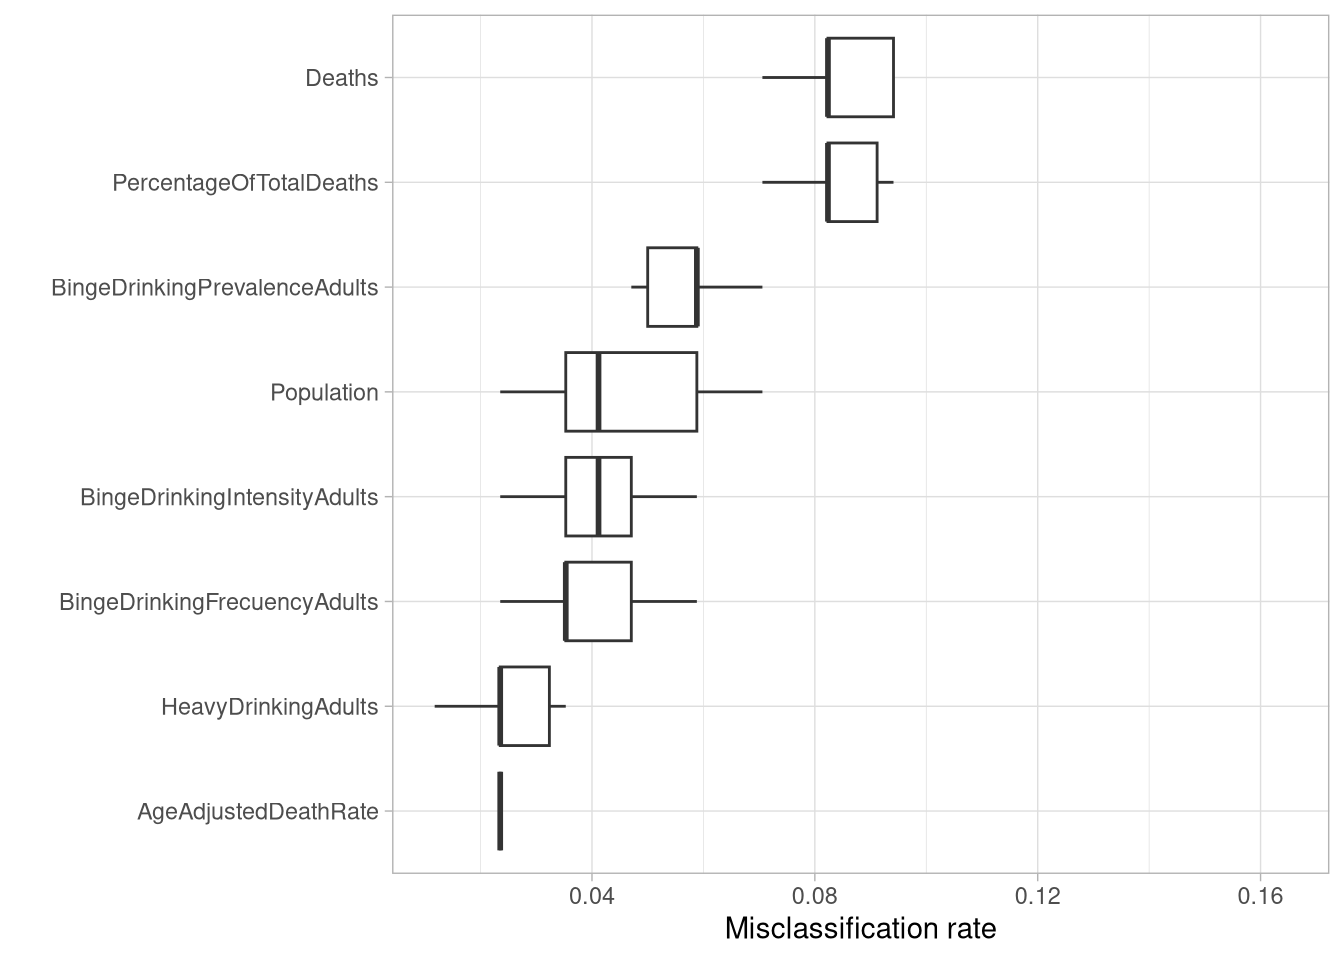 Deaths
PercentageOfTotalDeaths
BingeDrinkingPrevalenceAdults
Population
BingeDrinkingIntensityAdults
BingeDrinkingFrecuencyAdults
HeavyDrinkingAdults
AgeAdjustedDeathRate
0.04 0.08 0.12 0.16
Misclassification rate